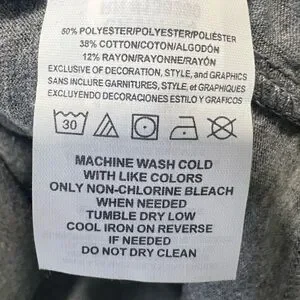 50% POLYESTER/POLYESTER/POLIÉSTER
38% COTTON/COTON/ALGODÓN
12% RAYON/RAYONNE/RAYÓN
EXCLUSIVE OF DECORATION, STYLE, and GRAPHICS
SANS INCLURE GARNITURES, STYLE, et GRAPHIQUES
EXCLUYENDO DECORACIONES ESTILO Y GRAFICOS
30
MACHINE WASH COLD
WITH LIKE COLORS
ONLY NON-CHLORINE BLEACH
WHEN NEEDED
TUMBLE DRY LOW
COOL IRON ON REVERSE
IF NEEDED
DO NOT DRY CLEAN